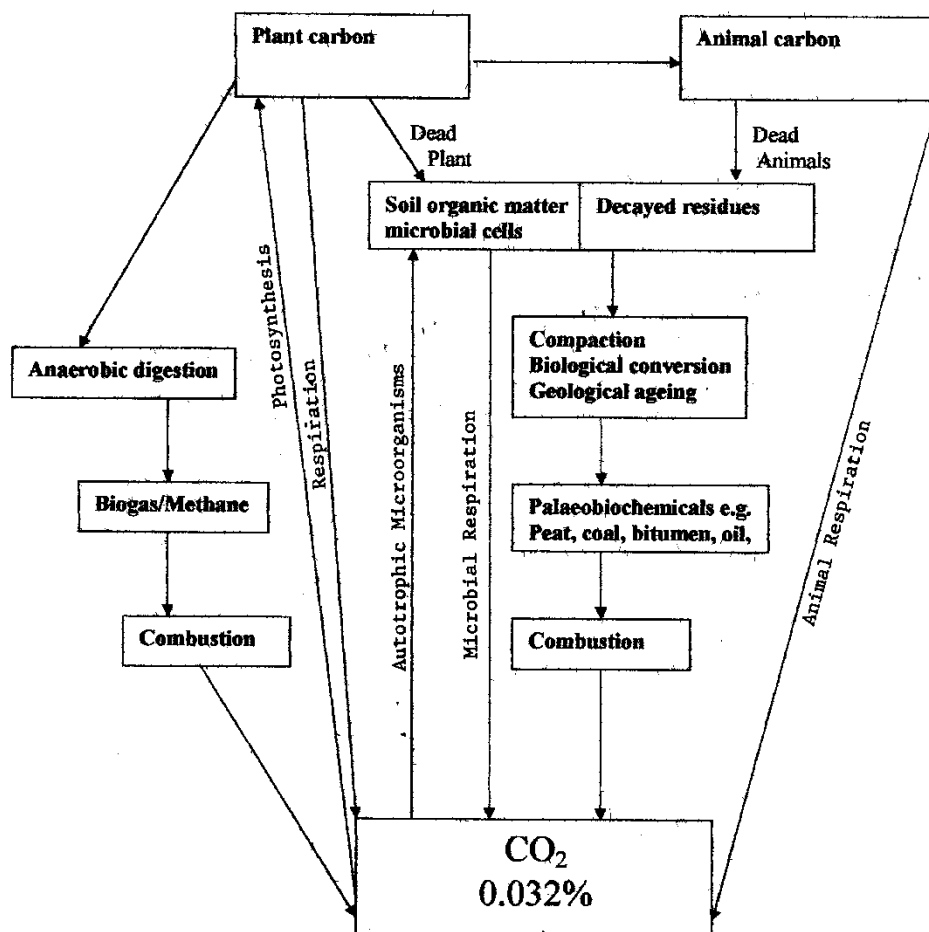 Plant carbon
Animal carbon
Dead
Plant
Dead
Animals
Soil organic matter
microbial cells
Decayed residues
Photosynthesis
Respiration
Autotrophic Microorganisms
Microbial Respiration
Animal Respiration
Anaerobic digestion
Compaction
Biological conversion
Geological ageing
Biogas/Methane
Palaeobiochemicals e.g.
Peat, coal, bitumen, oil,
Combustion
Combustion
CO₂
0.032%